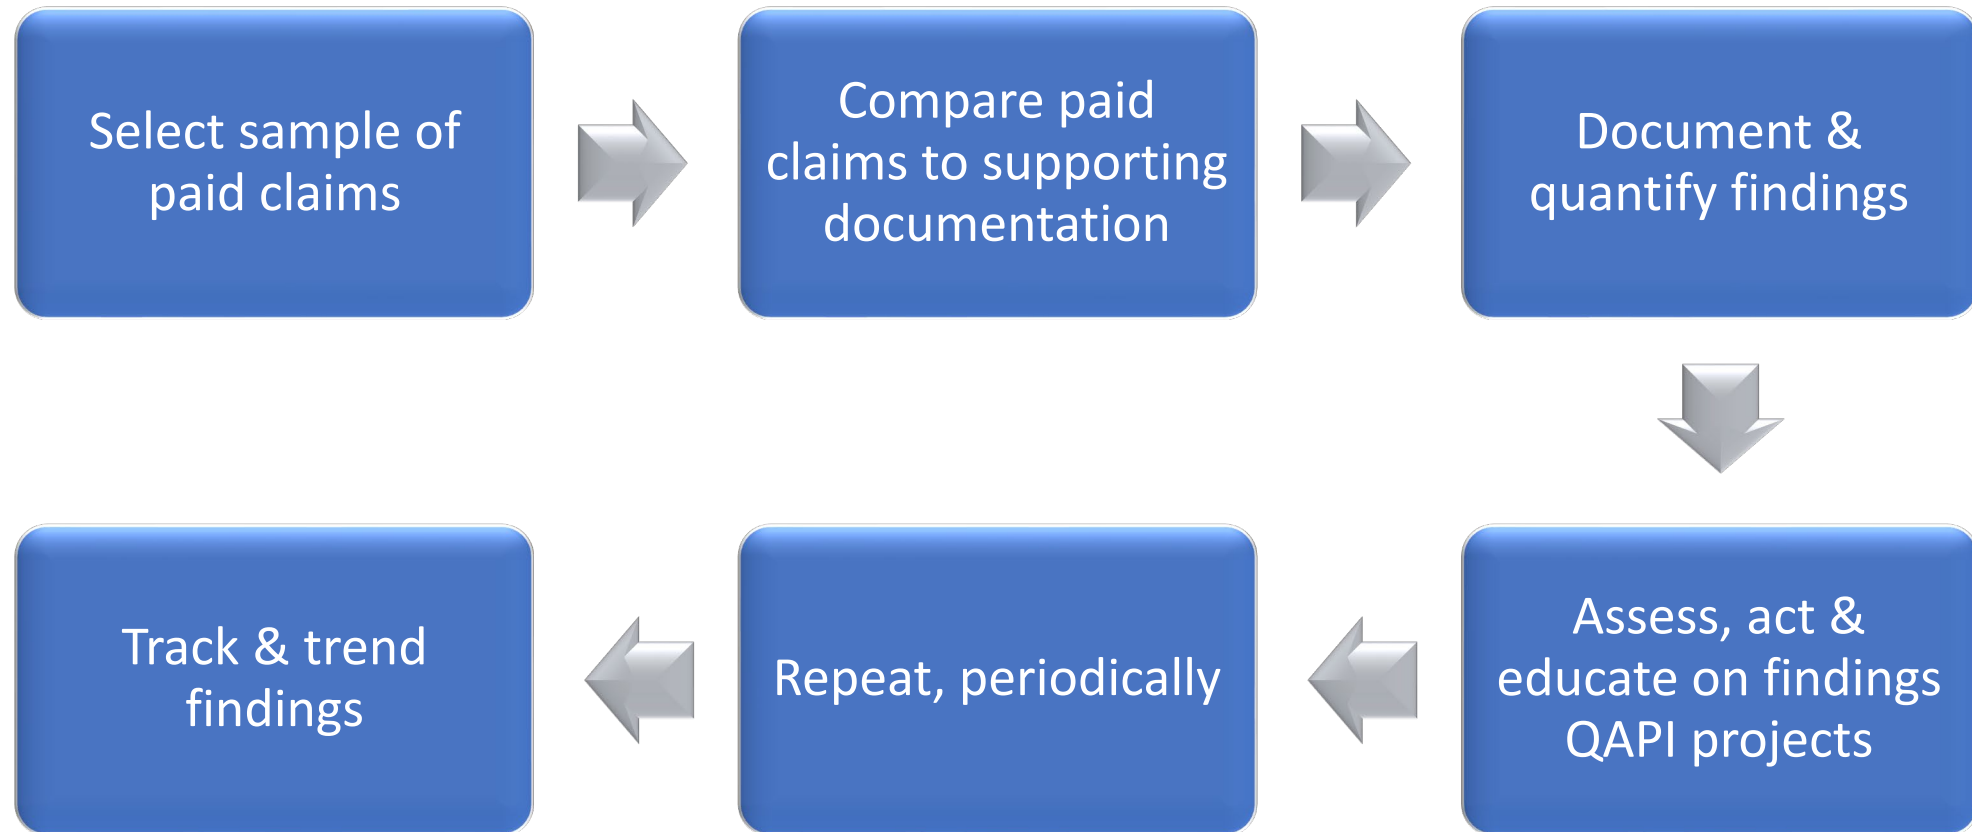 Select sample of
paid claims
Compare paid
claims to supporting
documentation
Document &
quantify findings
Assess, act &
educate on findings
QAPI projects
Repeat, periodically
Track & trend
findings